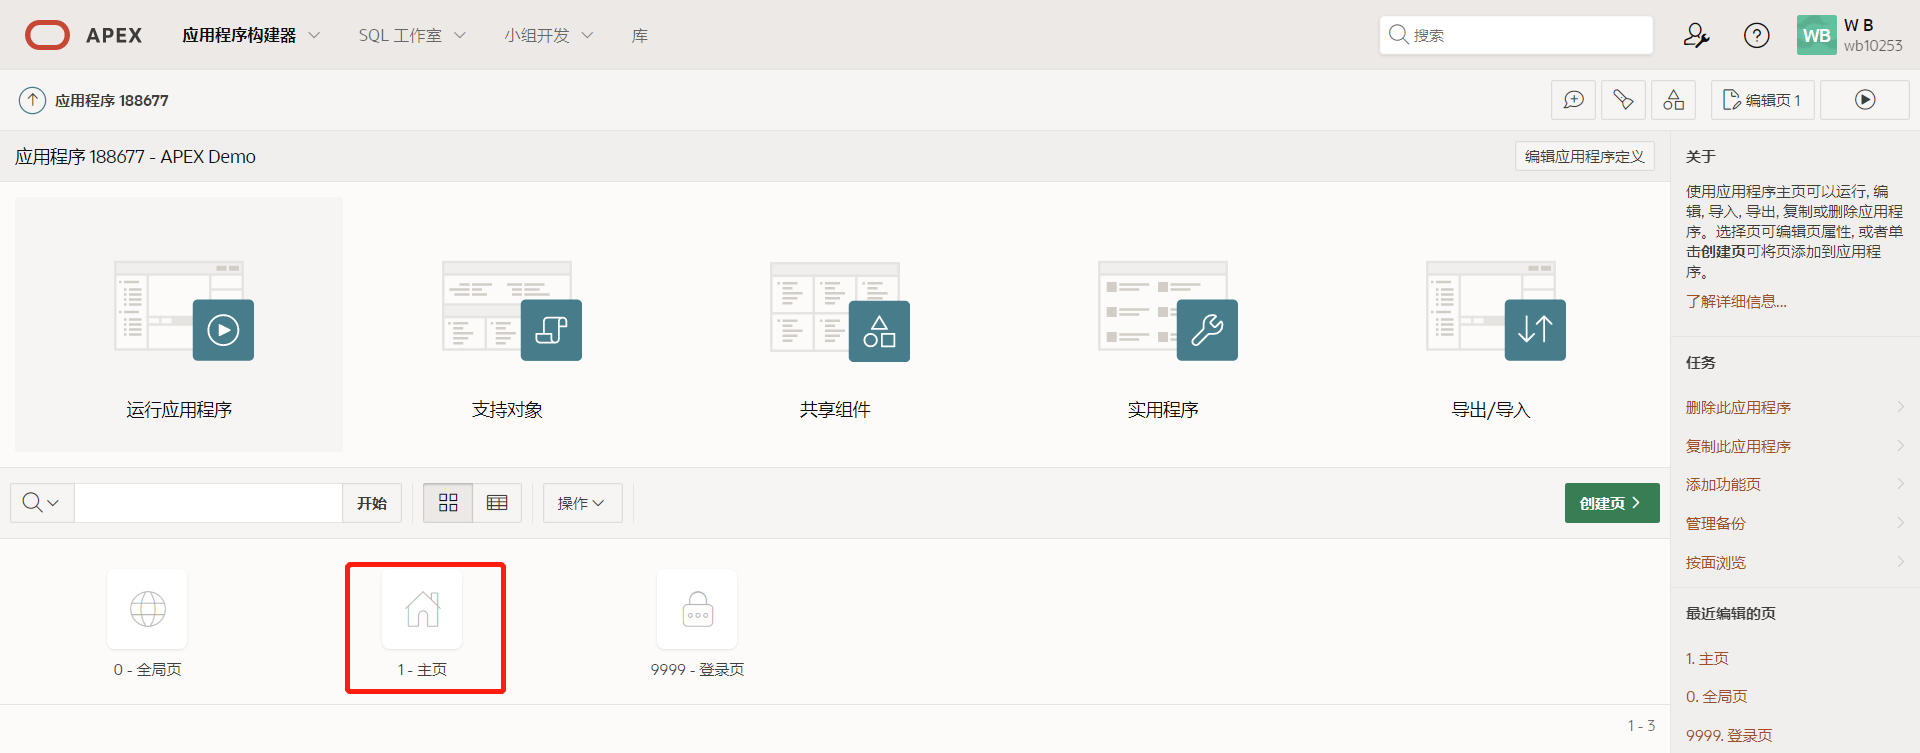 APEX
应用程序构建器
SQL 工作室
小组开发
库
搜索
WB
W B
wb10253
应用程序 188677
编辑页 1
应用程序 188677 - APEX Demo
编辑应用程序定义
运行应用程序
支持对象
共享组件
实用程序
导出/导入
开始
操作
创建页
0 - 全局页
1 - 主页
9999 - 登录页
1 - 3
关于
使用应用程序主页可以运行, 编
辑, 导入, 导出, 复制或删除应用程
序。选择页可编辑页属性, 或者单
击创建页可将页添加到应用程
序。
了解详细信息...
任务
删除此应用程序
复制此应用程序
添加功能页
管理备份
按面浏览
最近编辑的页
1. 主页
0. 全局页
9999. 登录页